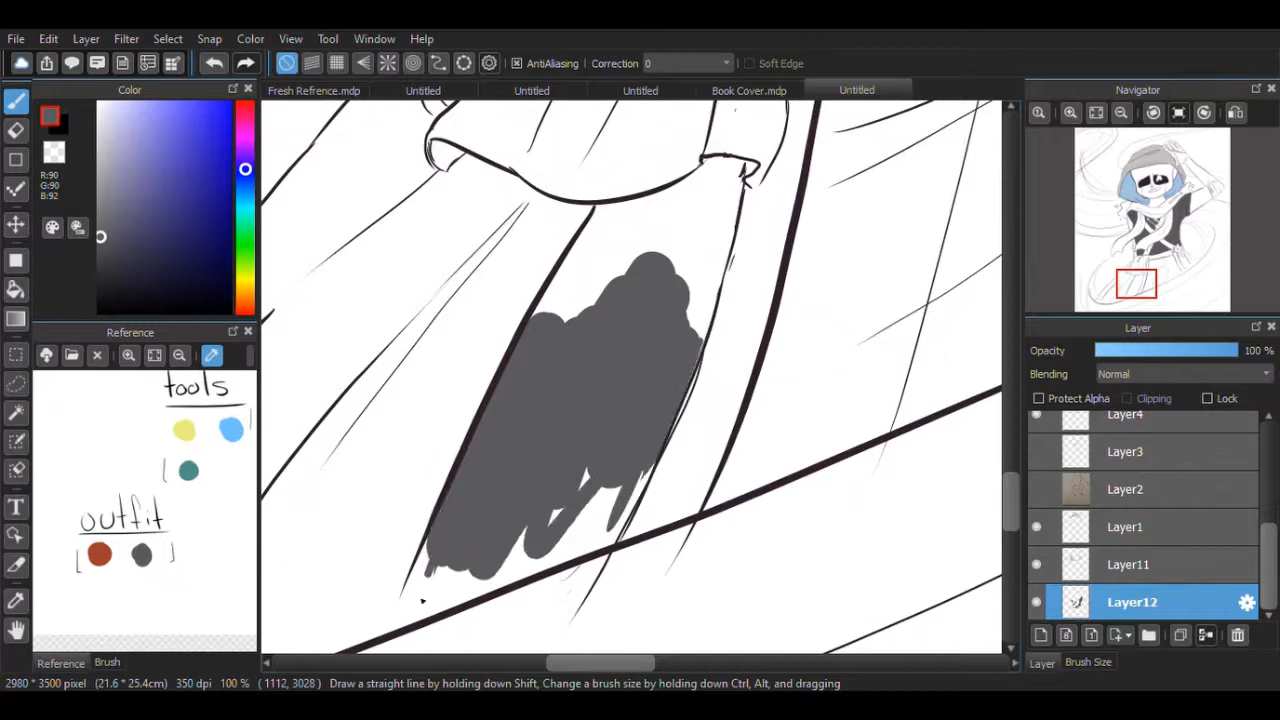 File Edit Layer Filter Select Snap Color View Tool Window Help
AntiAliasing Correction 0 Soft Edge
Color
Fresh Refrence.mdp Untitled Untitled Untitled Book Cover.mdp Untitled
Navigator
R:90
G:90
B:92
Reference
Layer
Opacity 100 %
Blending Normal
Protect Alpha Clipping Lock
tools
outfit
Layer4
Layer3
Layer2
Layer1
Layer11
Layer12
Reference Brush
Layer Brush Size
2980 * 3500 pixel (21.6 * 25.4cm) 350 dpi 100 % ( 1112, 3028 ) Draw a straight line by holding down Shift, Change a brush size by holding down Ctrl, Alt, and dragging